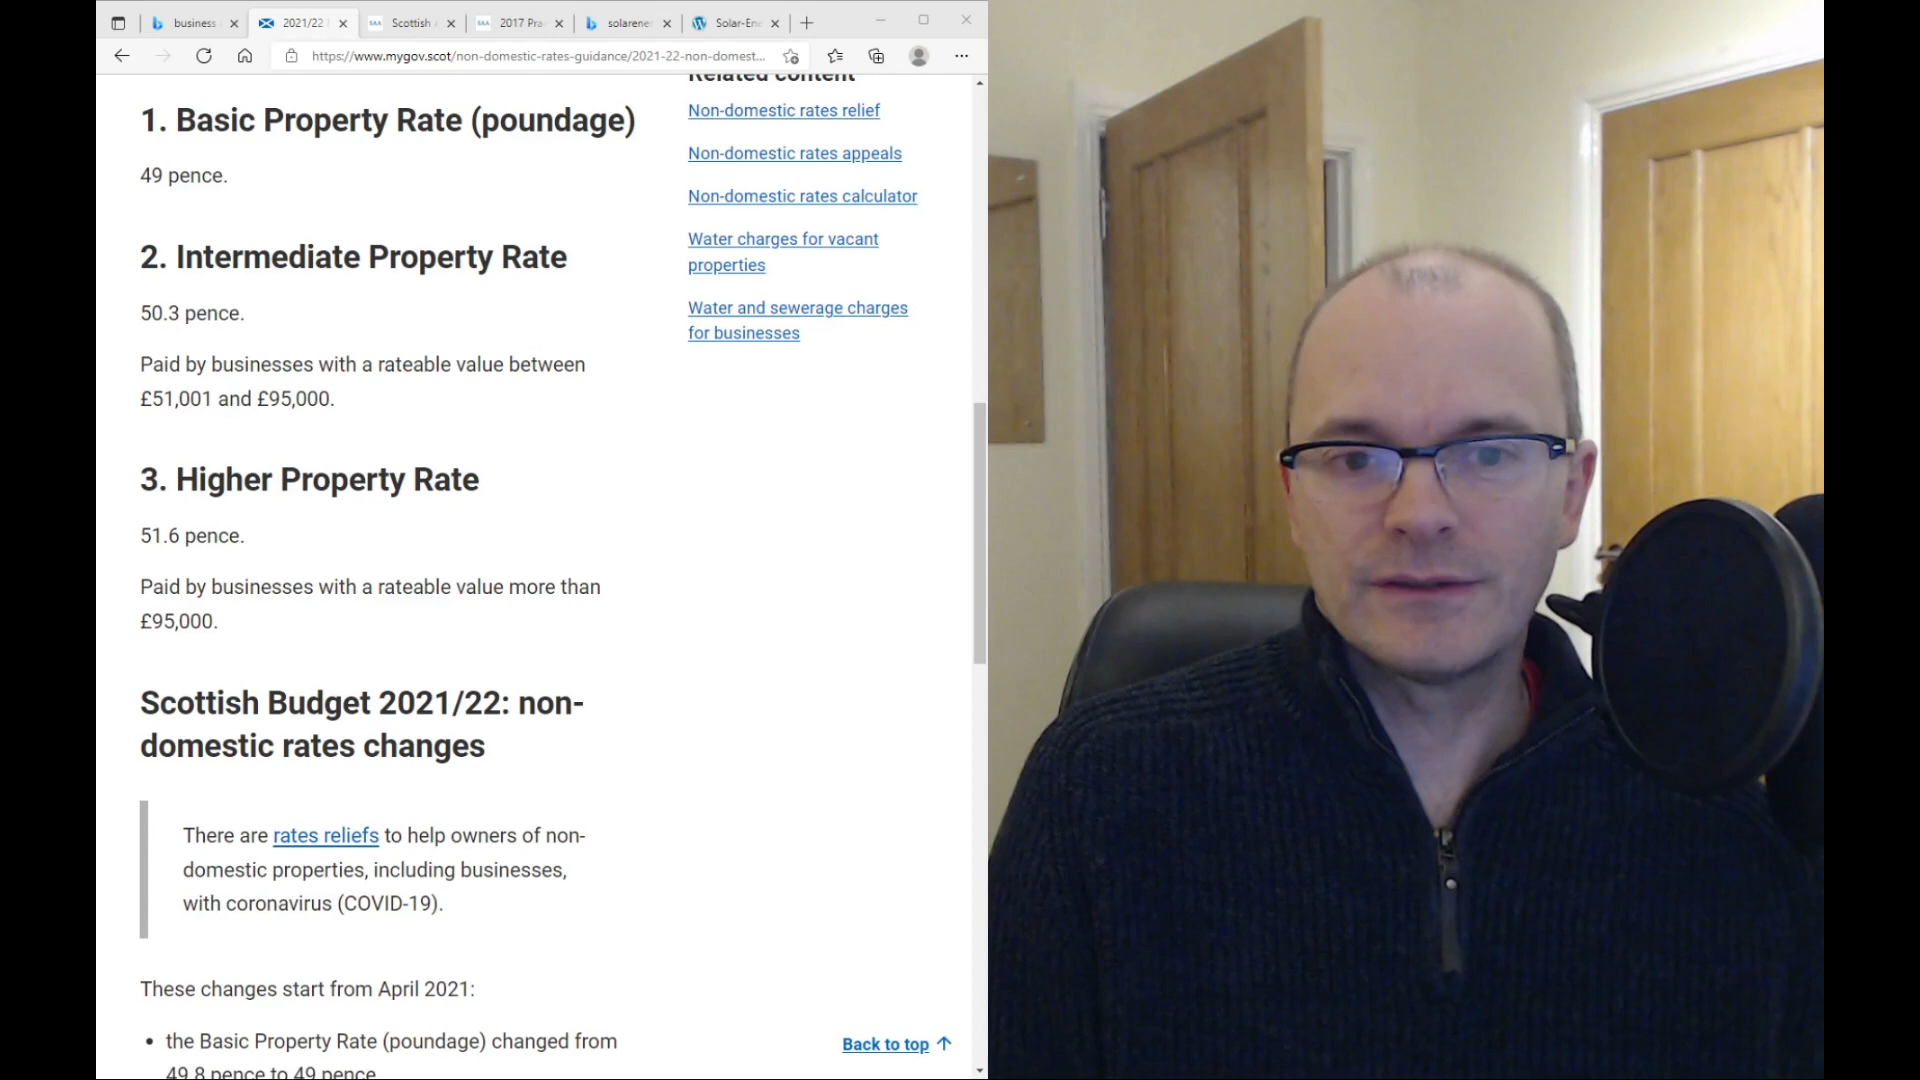 business
2021/22
Scottish
2017 Pra
solarene
Solar-Ene
https://www.mygov.scot/non-domestic-rates-guidance/2021-22-non-domest...
Related content
1. Basic Property Rate (poundage)
Non-domestic rates relief
Non-domestic rates appeals
49 pence.
Non-domestic rates calculator
Water charges for vacant
properties
2. Intermediate Property Rate
50.3 pence.
Water and sewerage charges
for businesses
Paid by businesses with a rateable value between
£51,001 and £95,000.
3. Higher Property Rate
51.6 pence.
Paid by businesses with a rateable value more than
£95,000.
Scottish Budget 2021/22: non-
domestic rates changes
There are rates reliefs to help owners of non-
domestic properties, including businesses,
with coronavirus (COVID-19).
These changes start from April 2021:
• the Basic Property Rate (poundage) changed from
49.8 pence to 49 pence
Back to top